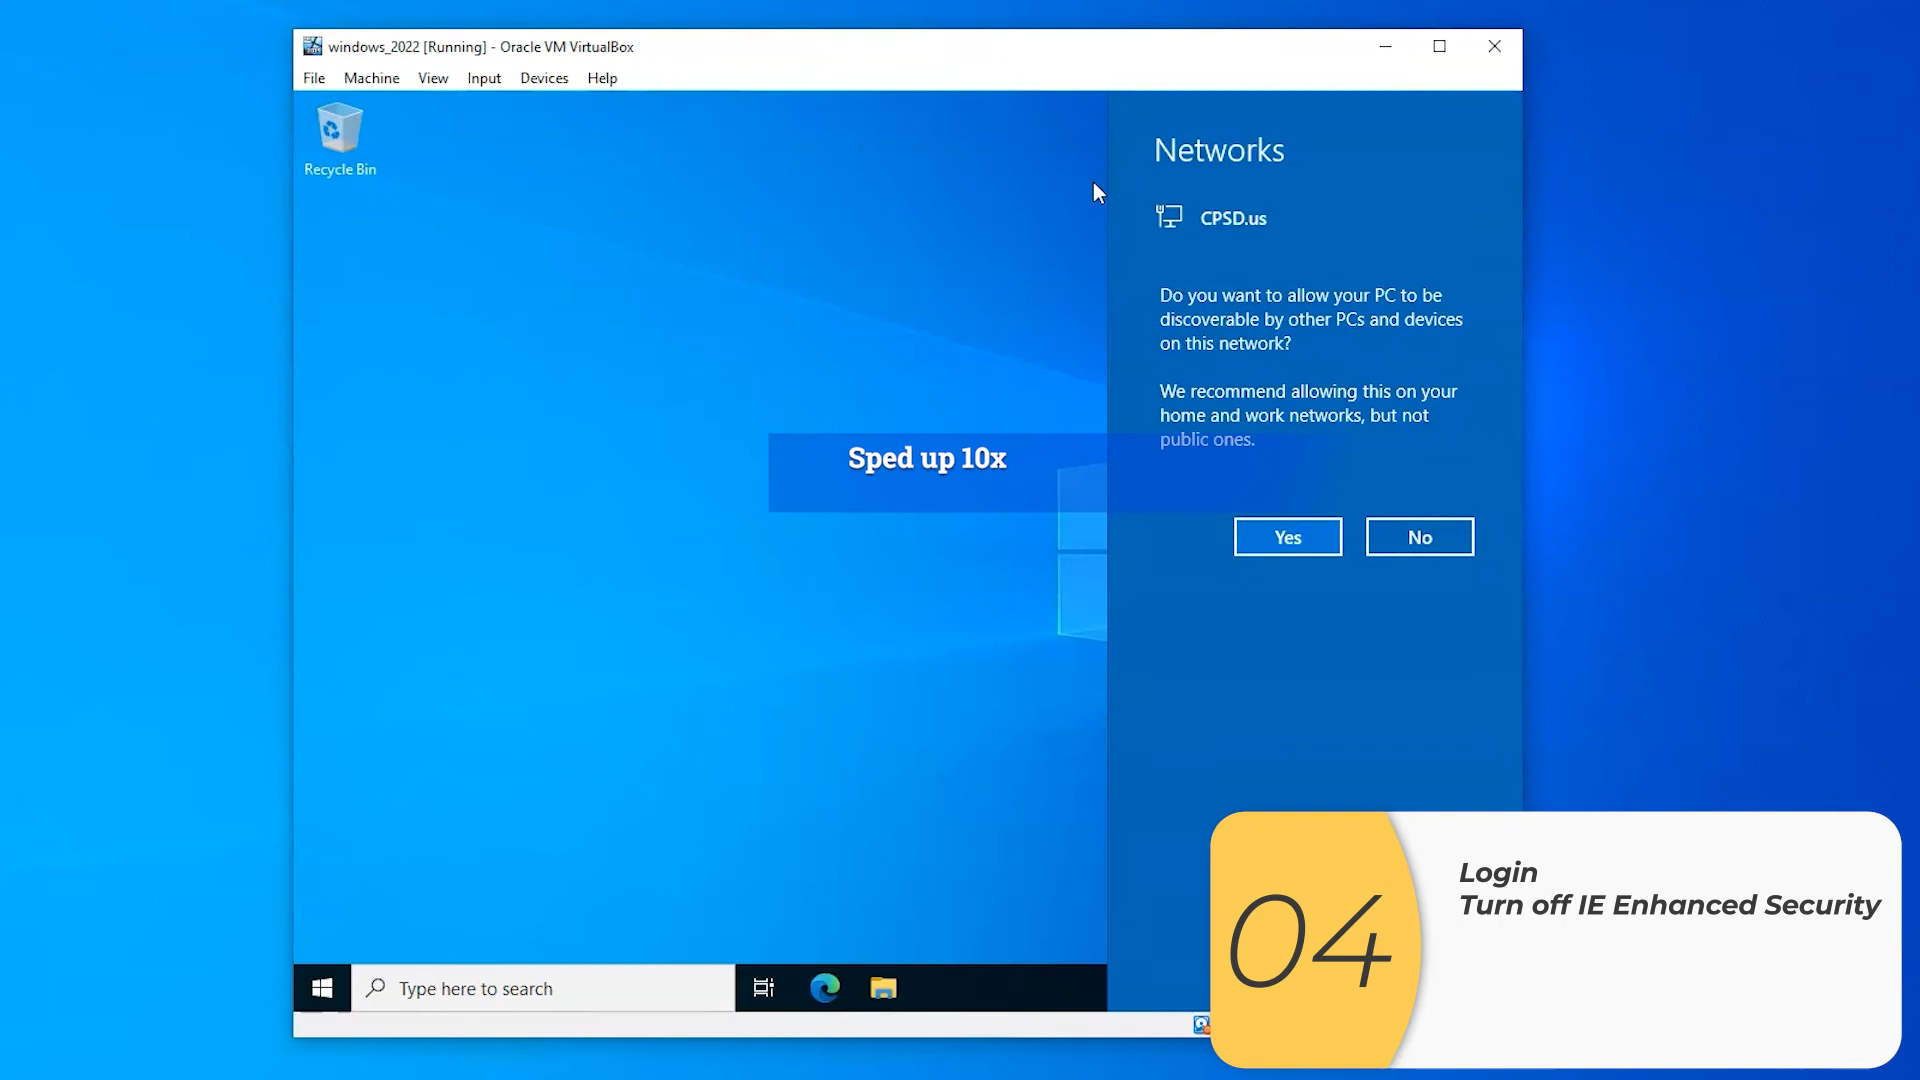 windows_2022 [Running] - Oracle VM VirtualBox
File Machine View Input Devices Help
Recycle Bin
Networks
CPSD.us
Do you want to allow your PC to be
discoverable by other PCs and devices
on this network?
We recommend allowing this on your
home and work networks, but not
public ones.
Sped up 10x
Yes No
Type here to search
04
Login
Turn off IE Enhanced Security